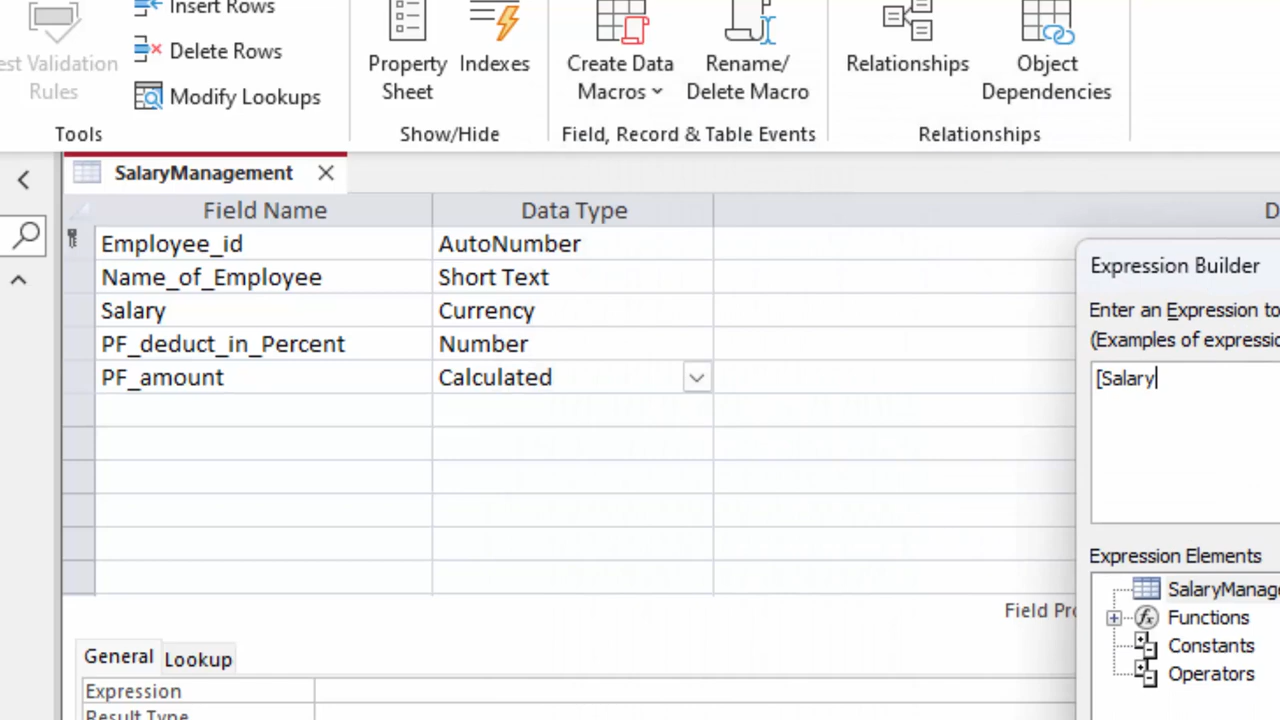 Insert Rows
est Validation
Rules
Delete Rows
Modify Lookups
Property
Sheet
Indexes
Create Data
Macros
Rename/
Delete Macro
Relationships
Object
Dependencies
Tools
Show/Hide
Field, Record & Table Events
Relationships
SalaryManagement
Field Name
Data Type
D
Employee_id
AutoNumber
Name_of_Employee
Short Text
Salary
Currency
PF_deduct_in_Percent
Number
PF_amount
Calculated
Expression Builder
Enter an Expression to
(Examples of expressio
[Salary
Expression Elements
SalaryManage
Functions
Constants
Operators
Field Pro
General
Lookup
Expression
Result Type